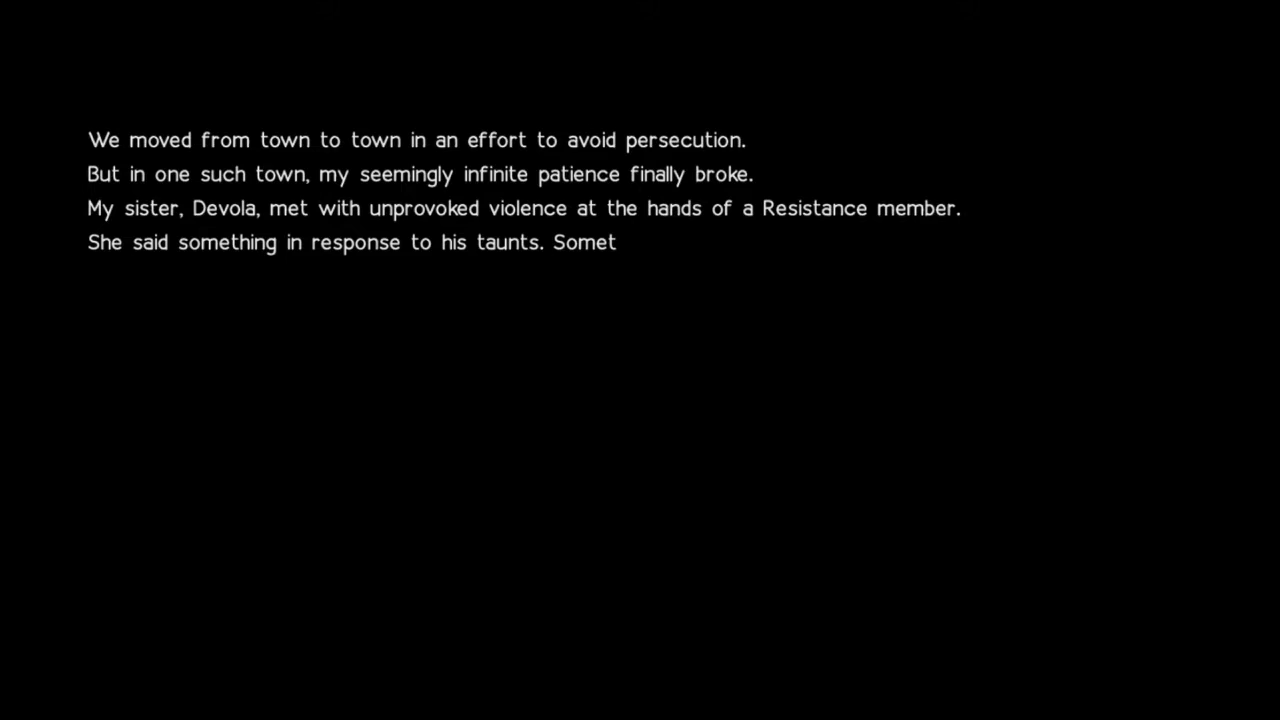 We moved from town to town in an effort to avoid persecution.
But in one such town, my seemingly infinite patience finally broke.
My sister, Devola, met with unprovoked violence at the hands of a Resistance member.
She said something in response to his taunts. Somet